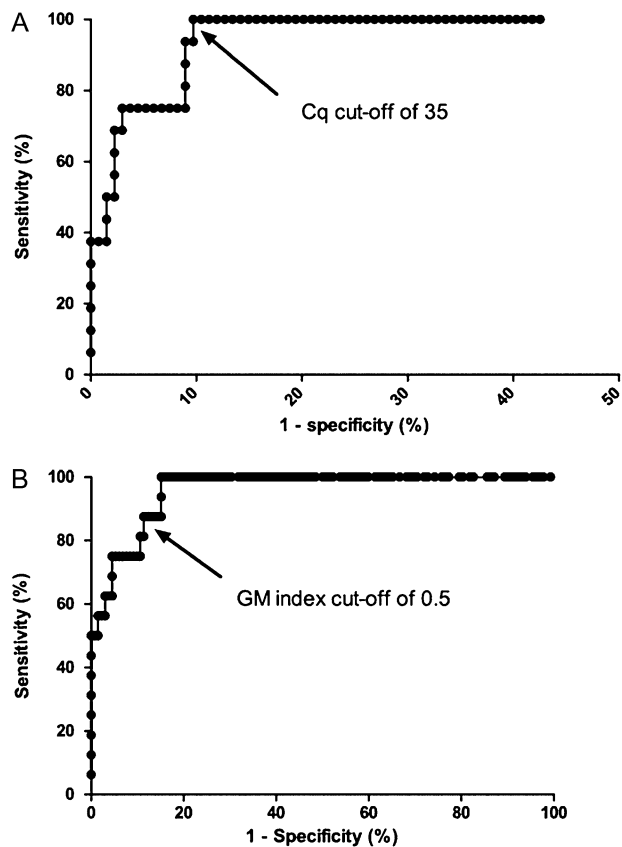 A
100
80
60
40
20
0
Sensitivity (%)
Cq cut-off of 35
0 10 20 30 40 50
1 - specificity (%)
B
100
80
60
40
20
0
Sensitivity (%)
GM index cut-off of 0.5
0 20 40 60 80 100
1 - Specificity (%)